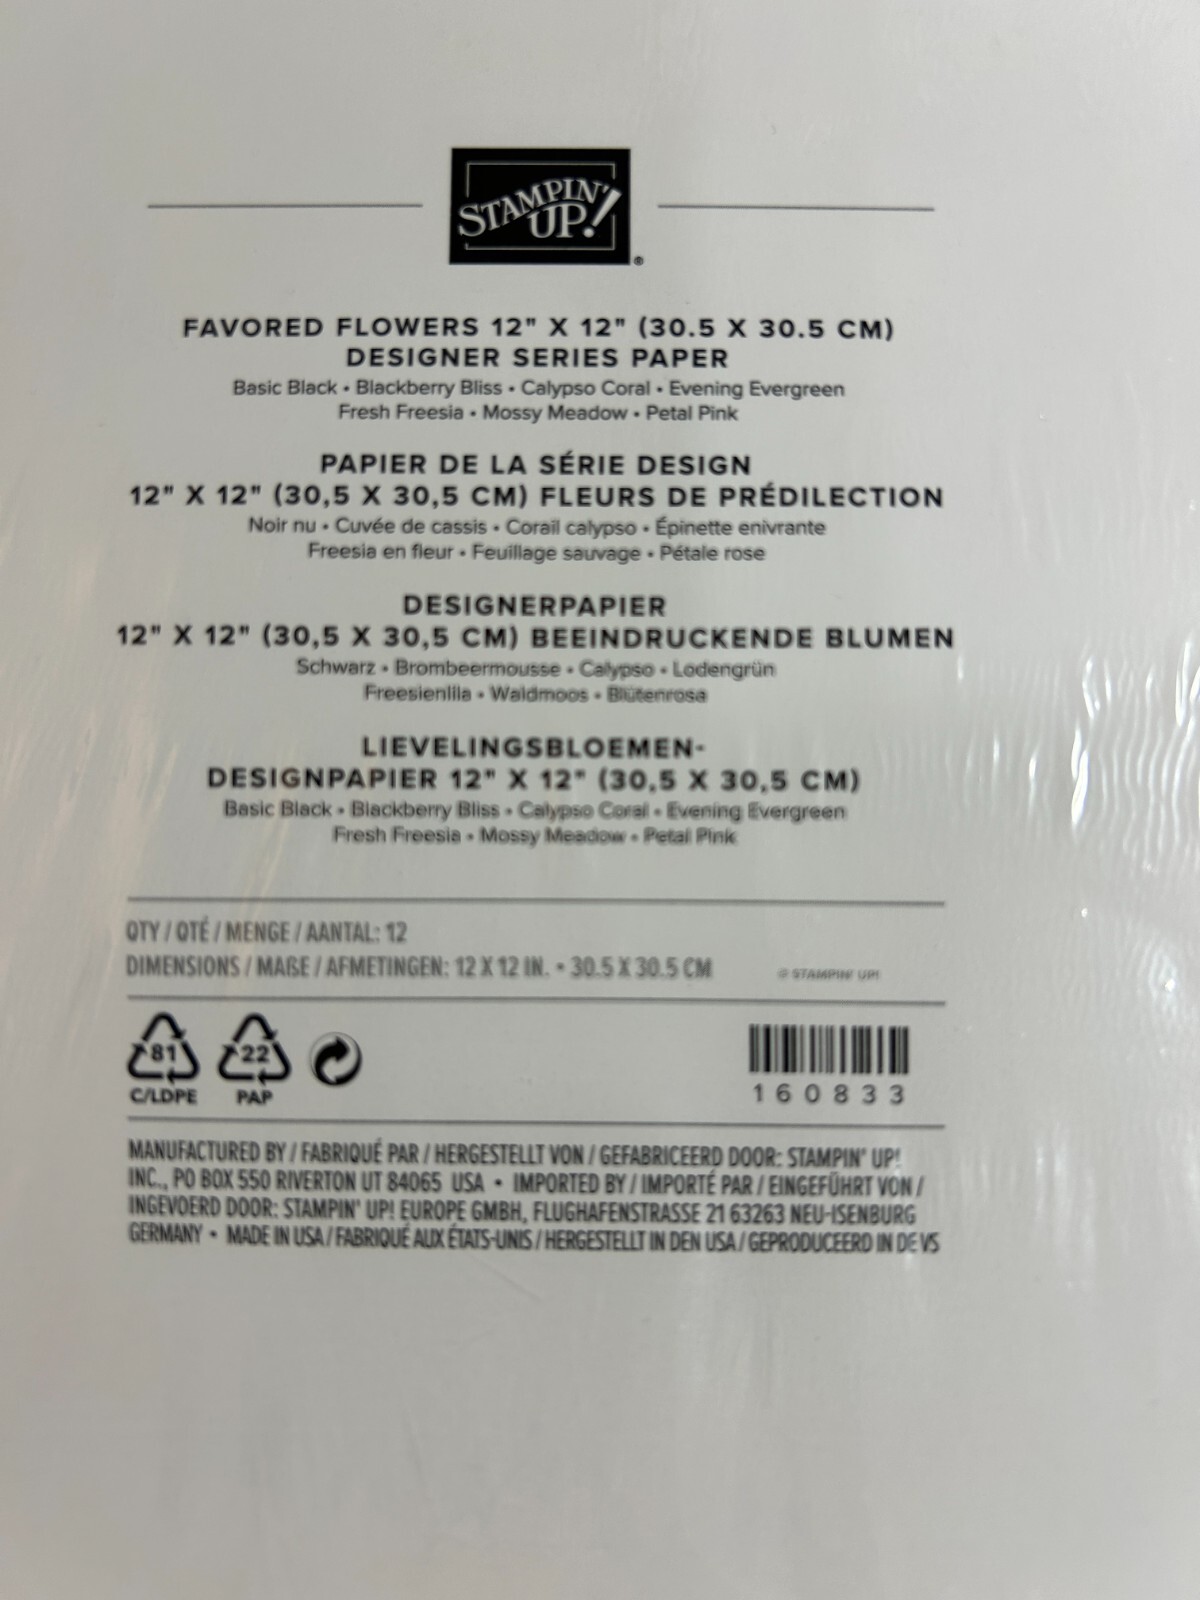 STAMPIN' UP!®
FAVORED FLOWERS 12" X 12" (30.5 X 30.5 CM)
DESIGNER SERIES PAPER
Basic Black • Blackberry Bliss • Calypso Coral • Evening Evergreen
Fresh Freesia • Mossy Meadow • Petal Pink
PAPIER DE LA SÉRIE DESIGN
12" X 12" (30,5 X 30,5 CM) FLEURS DE PRÉDILECTION
Noir nu • Cuvée de cassis • Corail calypso • Épinette enivrante
Freesia en fleur • Feuillage sauvage • Pétale rose
DESIGNERPAPIER
12" X 12" (30,5 X 30,5 CM) BEEINDRUCKENDE BLUMEN
Schwarz • Brombeermousse • Calypso • Lodengrün
Freesienlila • Waldmoos • Blütenrosa
LIEVELINGSBLOEMEN-
DESIGNPAPIER 12" X 12" (30,5 X 30,5 CM)
Basic Black • Blackberry Bliss • Calypso Coral • Evening Evergreen
Fresh Freesia • Mossy Meadow • Petal Pink
QTY / QTÉ / MENGE / AANTAL: 12
DIMENSIONS / MAẞE / AFMETINGEN: 12 X 12 IN. • 30.5 X 30.5 CM
© STAMPIN' UP!
81 22
C/LDPE PAP
160833
MANUFACTURED BY / FABRIQUÉ PAR / HERGESTELLT VON / GEFABRICEERD DOOR: STAMPIN' UP!
INC., PO BOX 550 RIVERTON UT 84065 USA • IMPORTED BY / IMPORTÉ PAR / EINGEFÜHRT VON /
INGEVOERD DOOR: STAMPIN' UP! EUROPE GMBH, FLUGHAFENSTRASSE 21 63263 NEU-ISENBURG
GERMANY • MADE IN USA / FABRIQUÉ AUX ÉTATS-UNIS / HERGESTELLT IN DEN USA / GEPRODUCEERD IN DE VS